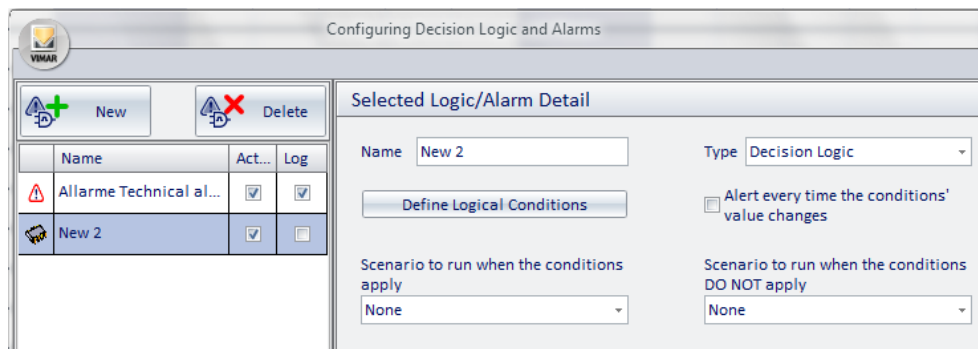 Configuring Decision Logic and Alarms
VIMAR
New
Delete
Selected Logic/Alarm Detail
Name
New 2
Type
Decision Logic
Name
Act...
Log
Allarme Technical al...
New 2
Define Logical Conditions
Alert every time the conditions'
value changes
Scenario to run when the conditions
apply
None
Scenario to run when the conditions
DO NOT apply
None